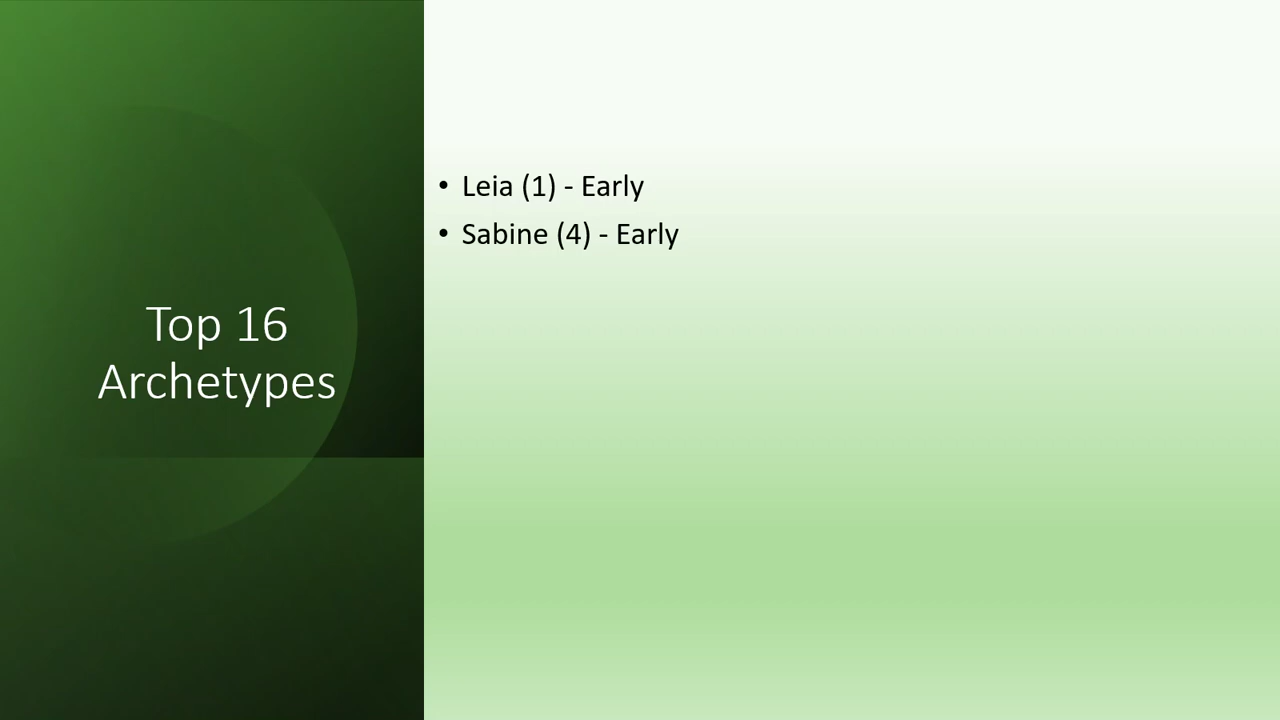 Top 16
Archetypes
• Leia (1) - Early
• Sabine (4) - Early